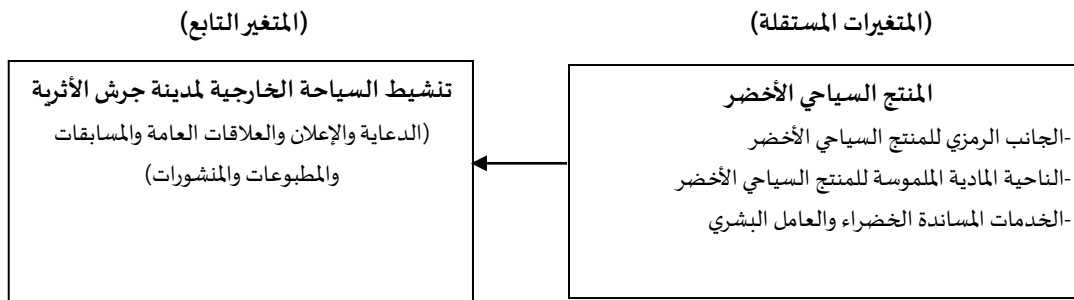 (المتغيرات المستقلة)
المنتج السياحي الأخضر
-الجانب الرمزي للمنتج السياحي الأخضر
-الناحية المادية الملموسة للمنتج السياحي الأخضر
-الخدمات المساندة الخضراء والعامل البشري
(المتغير التابع)
تنشيط السياحة الخارجية لمدينة جرش الأثرية
(الدعاية والإعلان والعلاقات العامة والمسابقات
والمطبوعات والمنشورات)